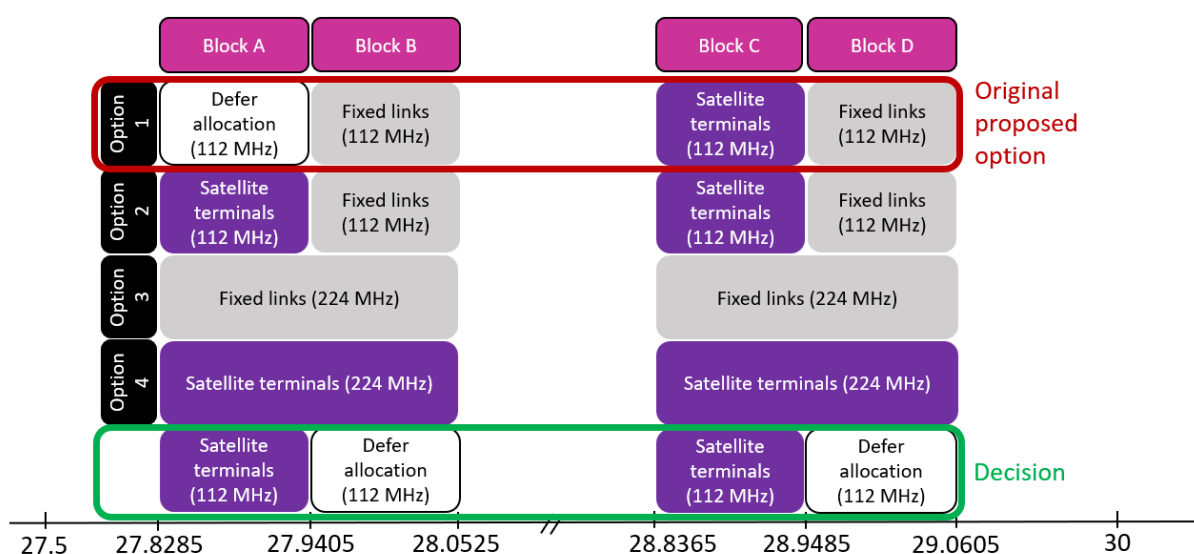 Block A
Block B
Block C
Block D
Option
1
Defer
allocation
(112 MHz)
Fixed links
(112 MHz)
Satellite
terminals
(112 MHz)
Fixed links
(112 MHz)
Original
proposed
option
Option
2
Satellite
terminals
(112 MHz)
Fixed links
(112 MHz)
Satellite
terminals
(112 MHz)
Fixed links
(112 MHz)
Option
3
Fixed links (224 MHz)
Fixed links (224 MHz)
Option
4
Satellite terminals (224 MHz)
Satellite terminals (224 MHz)
Satellite
terminals
(112 MHz)
Defer
allocation
(112 MHz)
Satellite
terminals
(112 MHz)
Defer
allocation
(112 MHz)
Decision
27.5
27.8285
27.9405
28.0525
//
28.8365
28.9485
29.0605
30